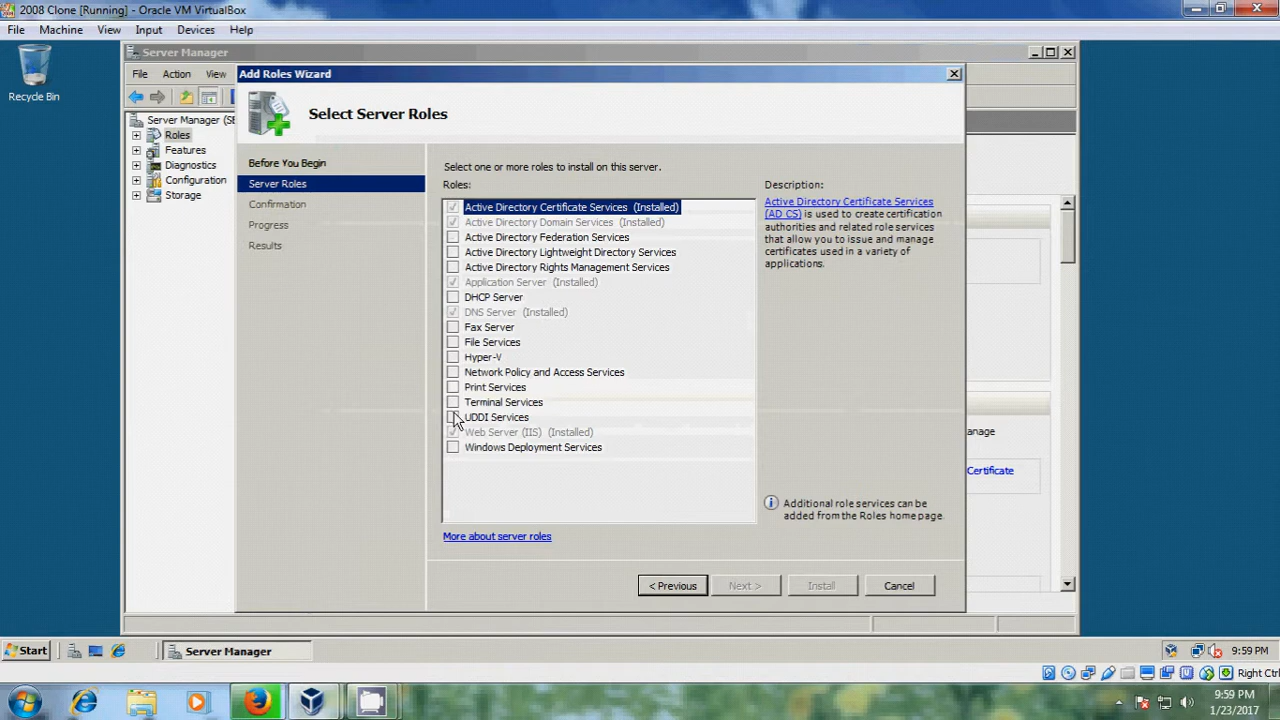 2008 Clone [Running] - Oracle VM VirtualBox
File Machine View Input Devices Help
Recycle Bin
Server Manager
File Action View
Add Roles Wizard
Select Server Roles
Server Manager (SE
Roles
Features
Diagnostics
Configuration
Storage
Before You Begin
Server Roles
Confirmation
Progress
Results
Select one or more roles to install on this server.
Roles:
Active Directory Certificate Services (Installed)
Active Directory Domain Services (Installed)
Active Directory Federation Services
Active Directory Lightweight Directory Services
Active Directory Rights Management Services
Application Server (Installed)
DHCP Server
DNS Server (Installed)
Fax Server
File Services
Hyper-V
Network Policy and Access Services
Print Services
Terminal Services
UDDI Services
Web Server (IIS) (Installed)
Windows Deployment Services
More about server roles
Description:
Active Directory Certificate Services
(AD CS) is used to create certification
authorities and related role services
that allow you to issue and manage
certificates used in a variety of
applications.
Additional role services can be
added from the Roles home page.
anage
Certificate
< Previous Next > Install Cancel
Start
Server Manager
9:59 PM
Right Ctrl
9:59 PM
1/23/2017